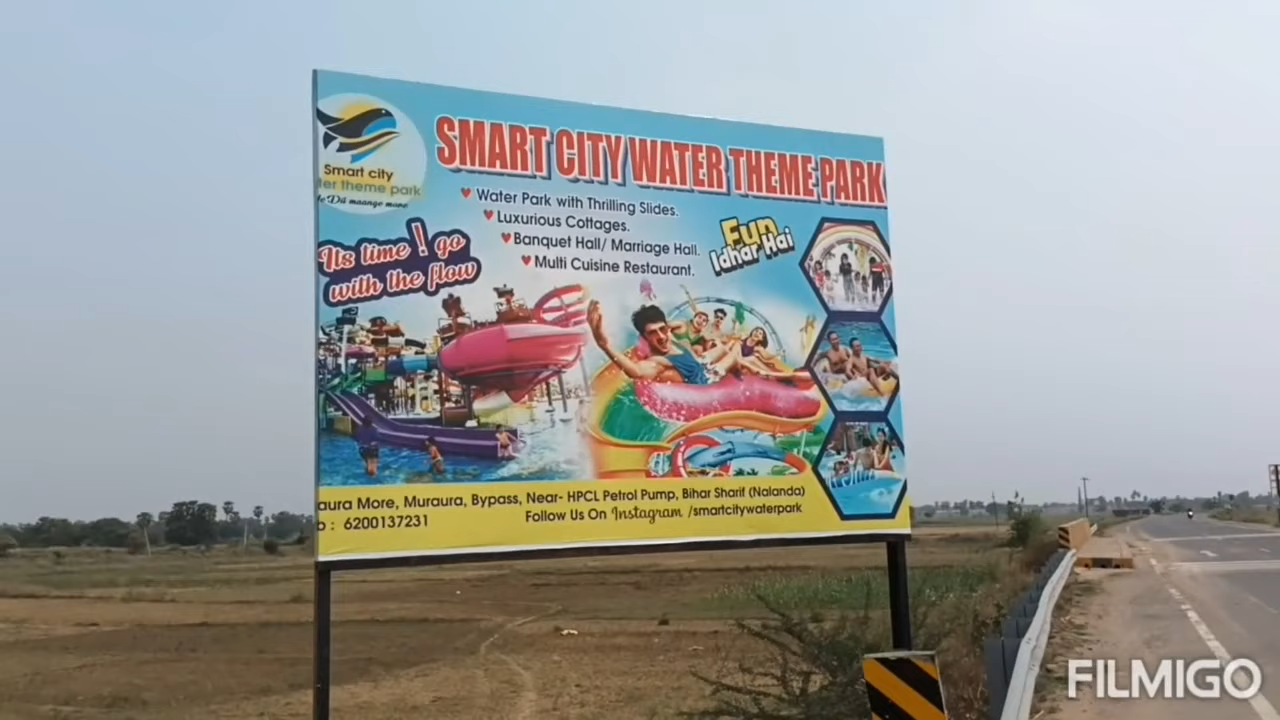 SMART CITY WATER THEME PARK
Smart city
theme park
Dil maange more
Water Park with Thrilling Slides.
Luxurious Cottages.
Banquet Hall/ Marriage Hall.
Multi Cuisine Restaurant.
Its time! go
with the flow
Fun
Idhar Hai
More, Muraura, Bypass, Near- HPCL Petrol Pump, Bihar Sharif (Nalanda)
: 6200137231
Follow Us On Instagram /smartcitywaterpark
FILMIGO